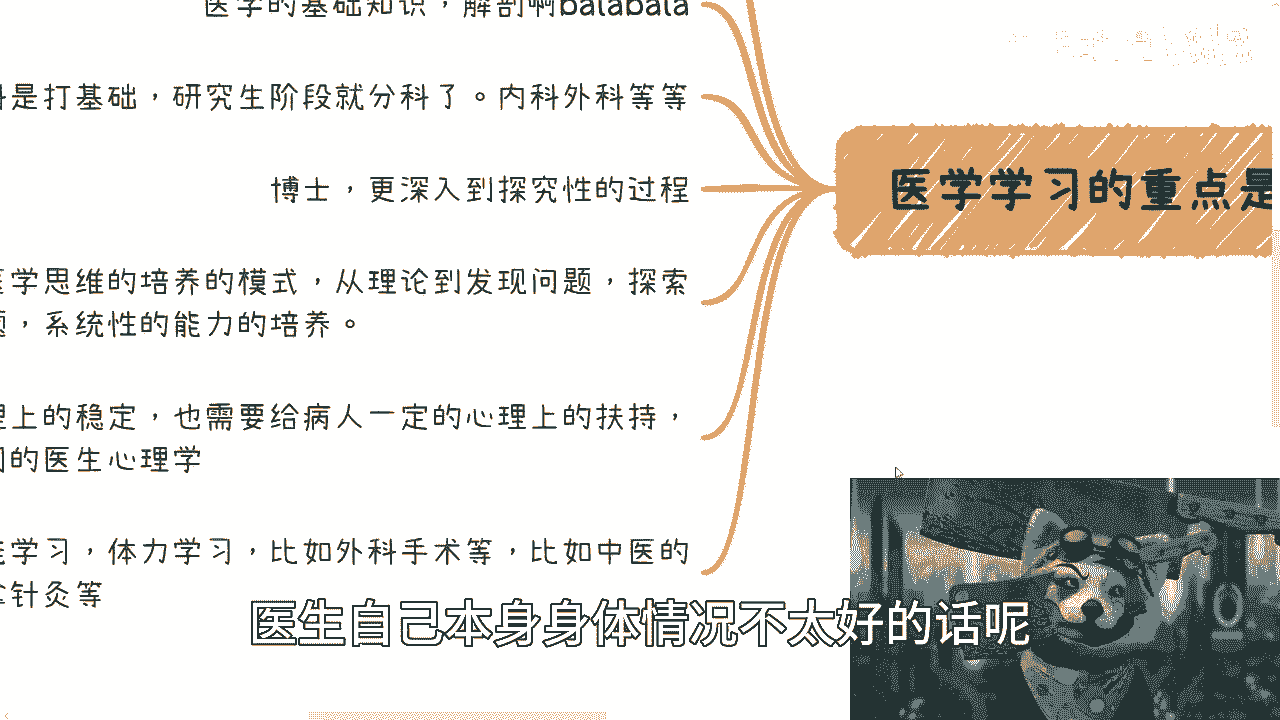 医学的基础知识，解剖啊balabala
是打基础，研究生阶段就分科了。内科外科等等
博士，更深入到探究性的过程
医学思维的培养的模式，从理论到发现问题，探索
题，系统性的能力的培养。
理上的稳定，也需要给病人一定的心理上的扶持，
的医生心理学
学习，体力学习，比如外科手术等，比如中医的
针灸等
医学学习的重点是
医生自己本身身体情况不太好的话呢